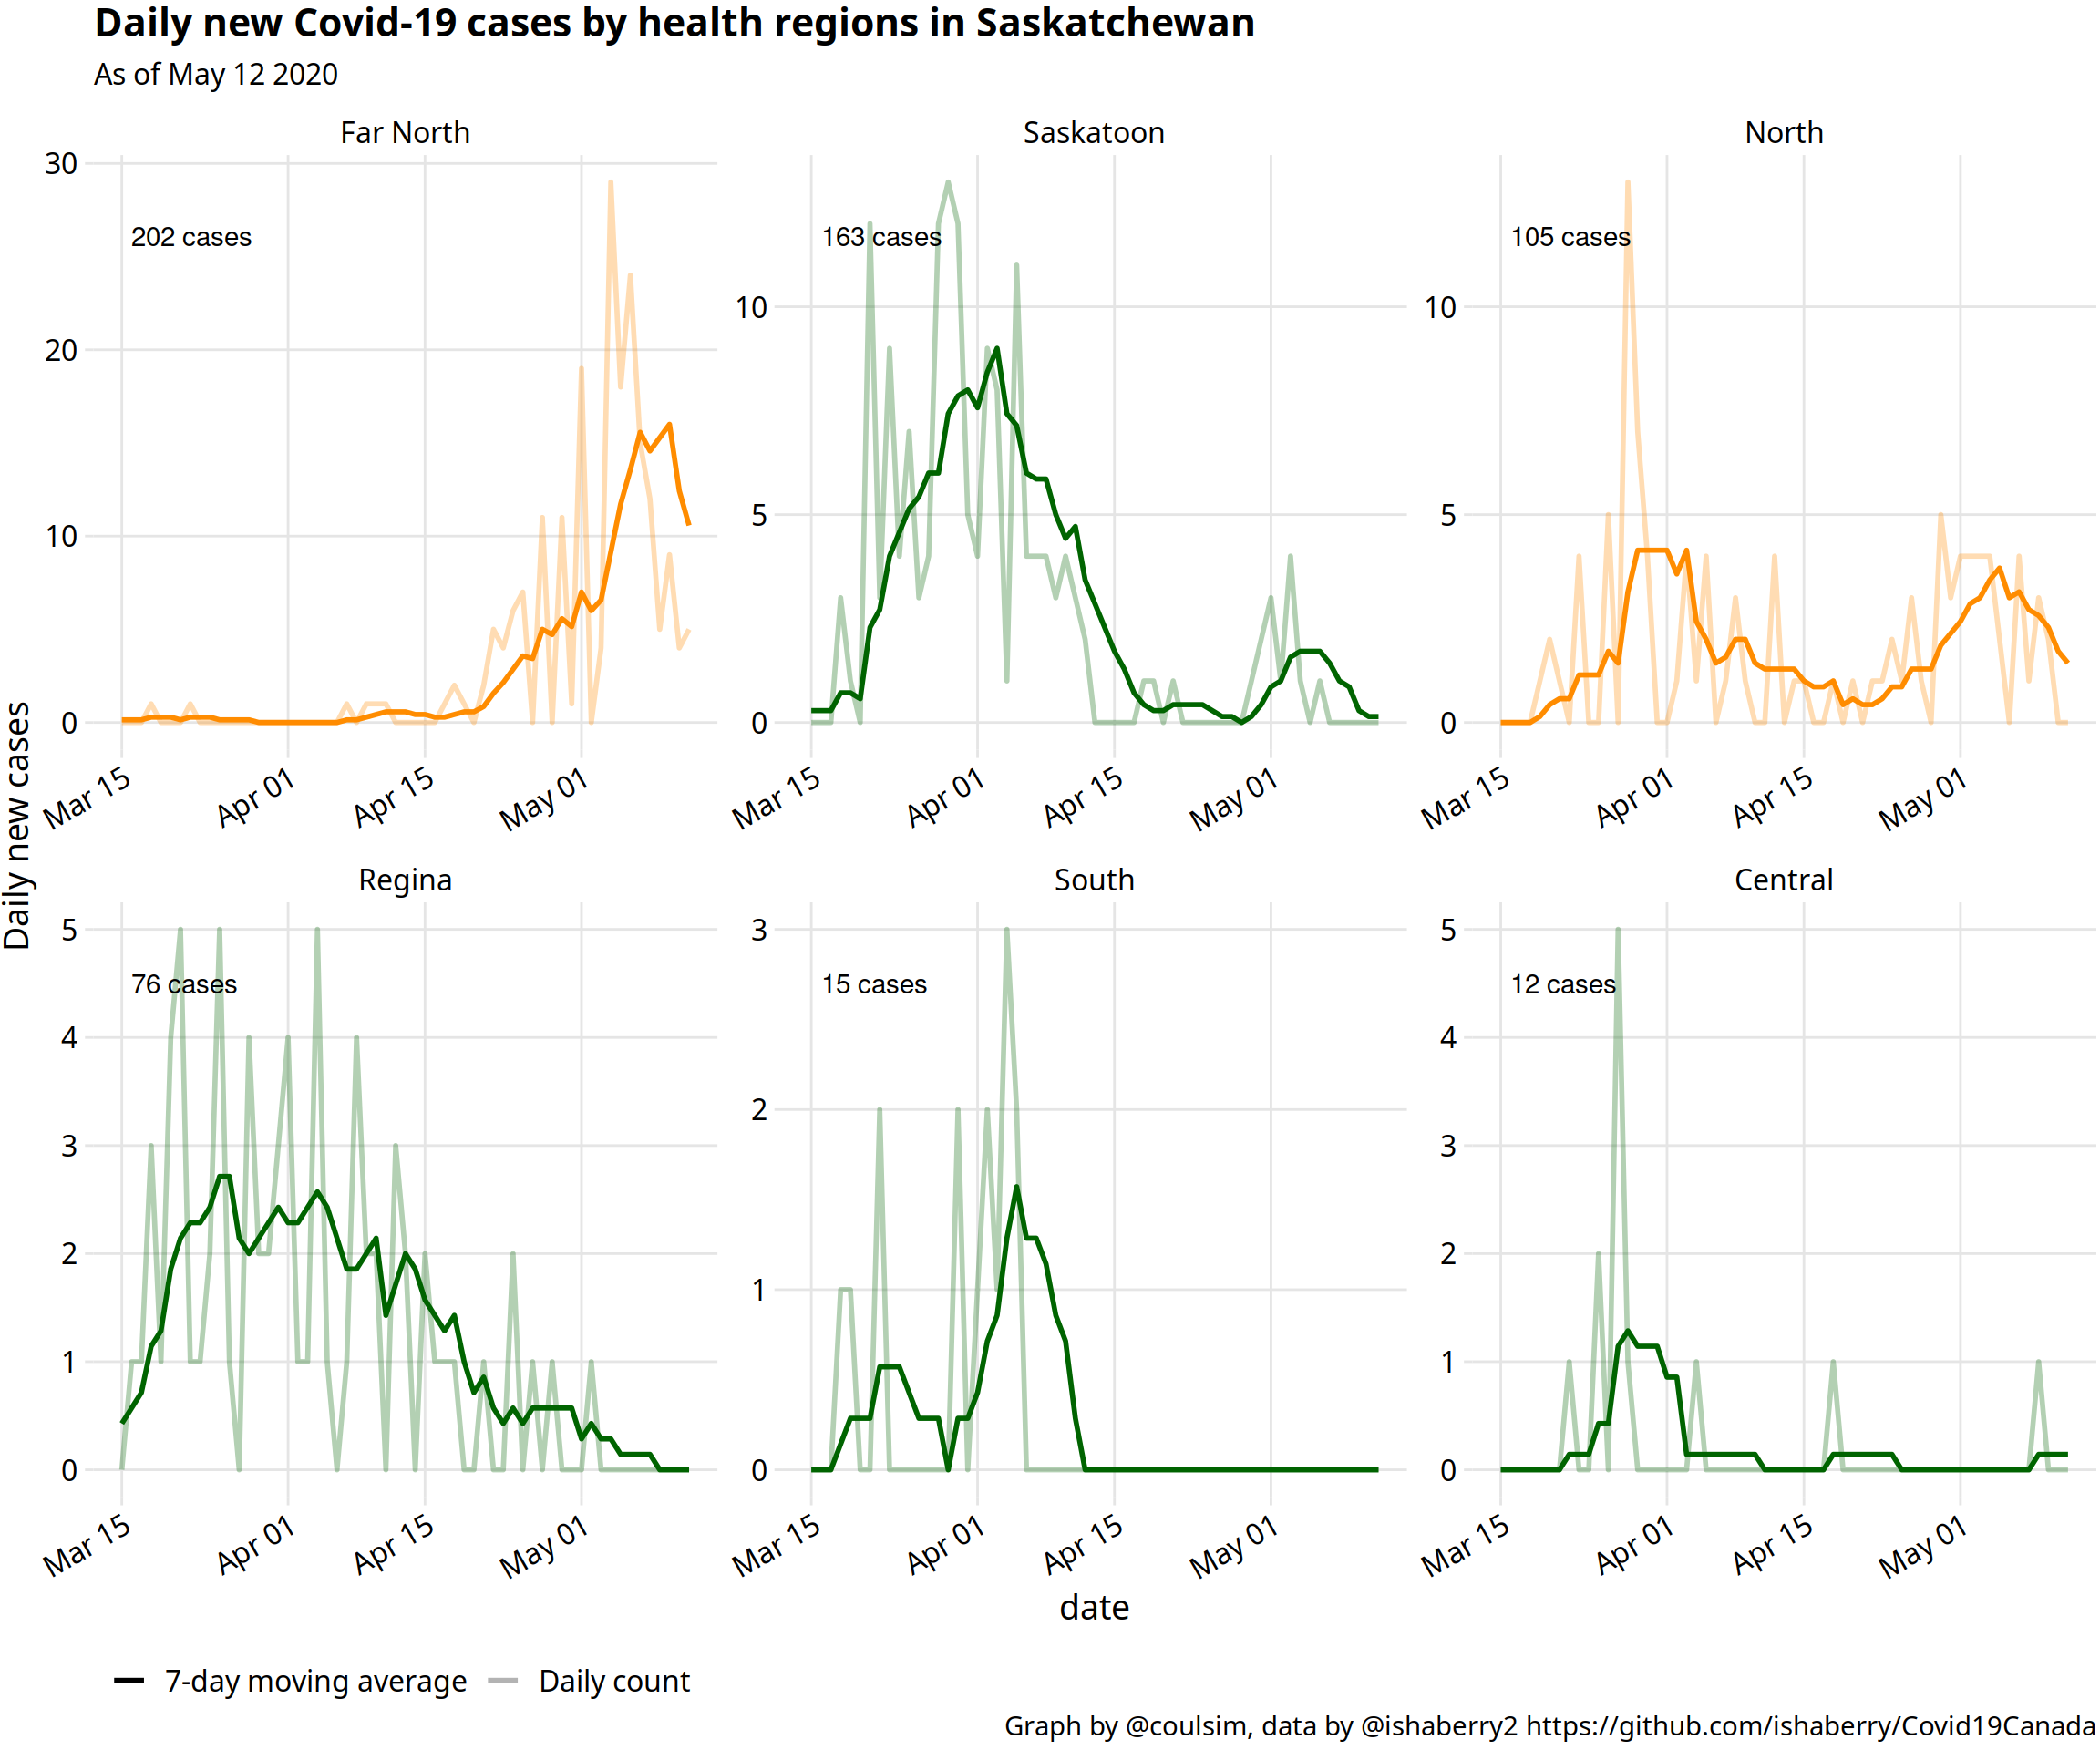 Daily new Covid-19 cases by health regions in Saskatchewan
As of May 12 2020
Far North
Saskatoon
North
30
20
10
0
202 cases
10
5
0
163 cases
10
5
0
105 cases
Mar 15
Apr 01
Apr 15
May 01
Mar 15
Apr 01
Apr 15
May 01
Mar 15
Apr 01
Apr 15
May 01
Daily new cases
Regina
South
Central
5
4
3
2
1
0
76 cases
3
2
1
0
15 cases
5
4
3
2
1
0
12 cases
Mar 15
Apr 01
Apr 15
May 01
Mar 15
Apr 01
Apr 15
May 01
Mar 15
Apr 01
Apr 15
May 01
date
7-day moving average
Daily count
Graph by @coulsim, data by @ishaberry2 https://github.com/ishaberry/Covid19Canada